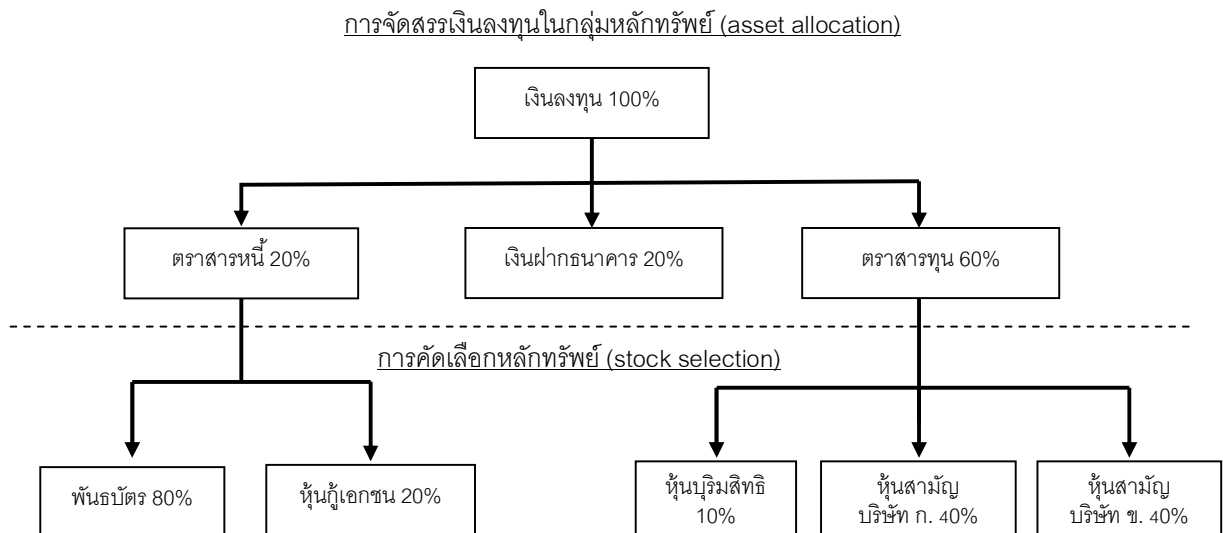 การจัดสรรเงินลงทุนในกลุ่มหลักทรัพย์ (asset allocation)
เงินลงทุน 100%
ตราสารหนี้ 20%
เงินฝากธนาคาร 20%
ตราสารทุน 60%
การคัดเลือกหลักทรัพย์ (stock selection)
พันธบัตร 80%
หุ้นกู้เอกชน 20%
หุ้นบุริมสิทธิ
10%
หุ้นสามัญ
บริษัท ก. 40%
หุ้นสามัญ
บริษัท ข. 40%